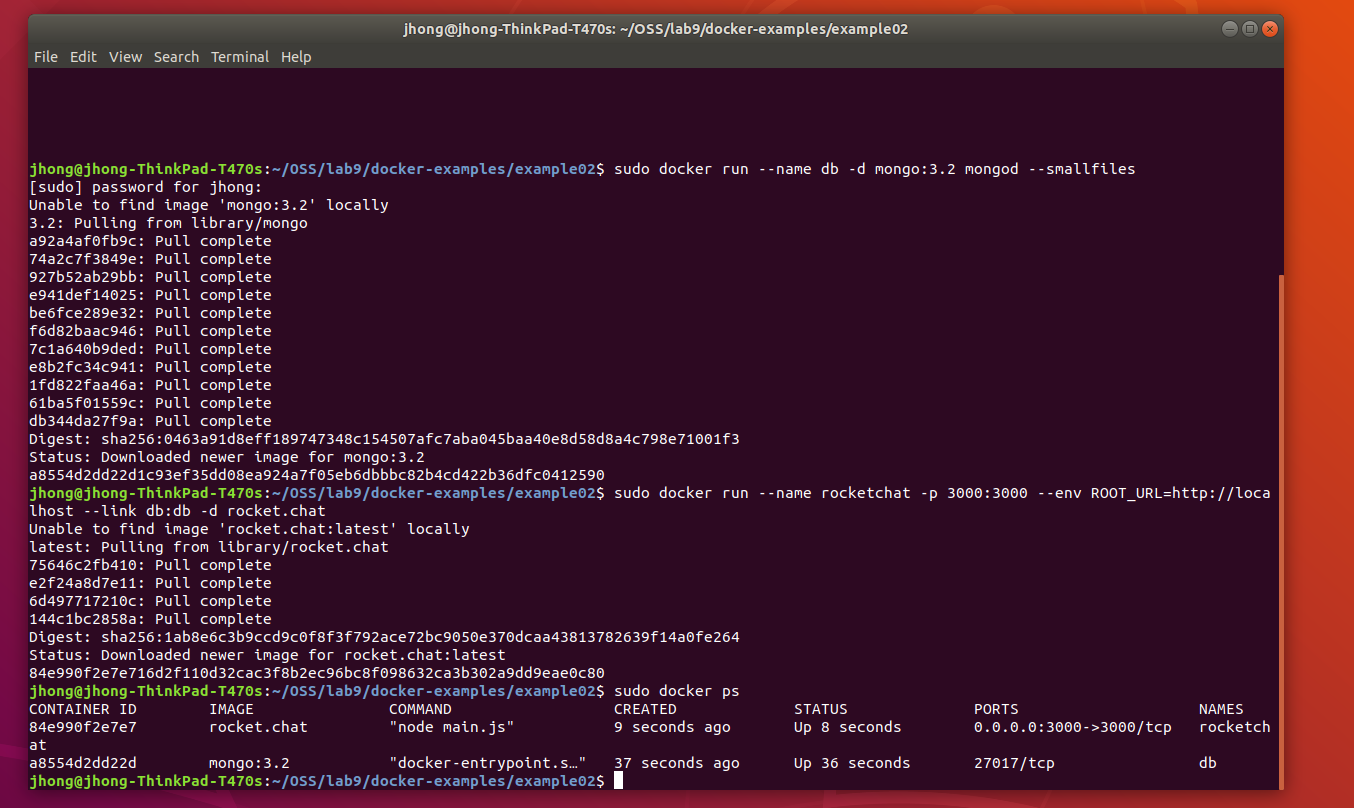 jhong@jhong-ThinkPad-T470s: ~/OSS/lab9/docker-examples/example02
File Edit View Search Terminal Help
jhong@jhong-ThinkPad-T470s:~/OSS/lab9/docker-examples/example02$ sudo docker run --name db -d mongo:3.2 mongod --smallfiles
[sudo] password for jhong:
Unable to find image 'mongo:3.2' locally
3.2: Pulling from library/mongo
a92a4af0fb9c: Pull complete
74a2c7f3849e: Pull complete
927b52ab29bb: Pull complete
e941def14025: Pull complete
be6fce289e32: Pull complete
f6d82baac946: Pull complete
7c1a640b9ded: Pull complete
e8b2fc34c941: Pull complete
1fd822faa46a: Pull complete
61ba5f01559c: Pull complete
db344da27f9a: Pull complete
Digest: sha256:0463a91d8eff189747348c154507afc7aba045baa40e8d58d8a4c798e71001f3
Status: Downloaded newer image for mongo:3.2
a8554d2dd22d1c93ef35dd08ea924a7f05eb6dbbbc82b4cd422b36dfc0412590
jhong@jhong-ThinkPad-T470s:~/OSS/lab9/docker-examples/example02$ sudo docker run --name rocketchat -p 3000:3000 --env ROOT_URL=http://loca
lhost --link db:db -d rocket.chat
Unable to find image 'rocket.chat:latest' locally
latest: Pulling from library/rocket.chat
75646c2fb410: Pull complete
e2f24a8d7e11: Pull complete
6d497717210c: Pull complete
144c1bc2858a: Pull complete
Digest: sha256:1ab8e6c3b9ccd9c0f8f3f792ace72bc9050e370dcaa43813782639f14a0fe264
Status: Downloaded newer image for rocket.chat:latest
84e990f2e7e716d2f110d32cac3f8b2ec96bc8f098632ca3b302a9dd9eae0c80
jhong@jhong-ThinkPad-T470s:~/OSS/lab9/docker-examples/example02$ sudo docker ps
CONTAINER ID        IMAGE               COMMAND                  CREATED             STATUS              PORTS                    NAMES
84e990f2e7e7        rocket.chat         "node main.js"           9 seconds ago       Up 8 seconds        0.0.0.0:3000->3000/tcp   rocketch
at
a8554d2dd22d        mongo:3.2           "docker-entrypoint.s…"   37 seconds ago      Up 36 seconds       27017/tcp                db
jhong@jhong-ThinkPad-T470s:~/OSS/lab9/docker-examples/example02$